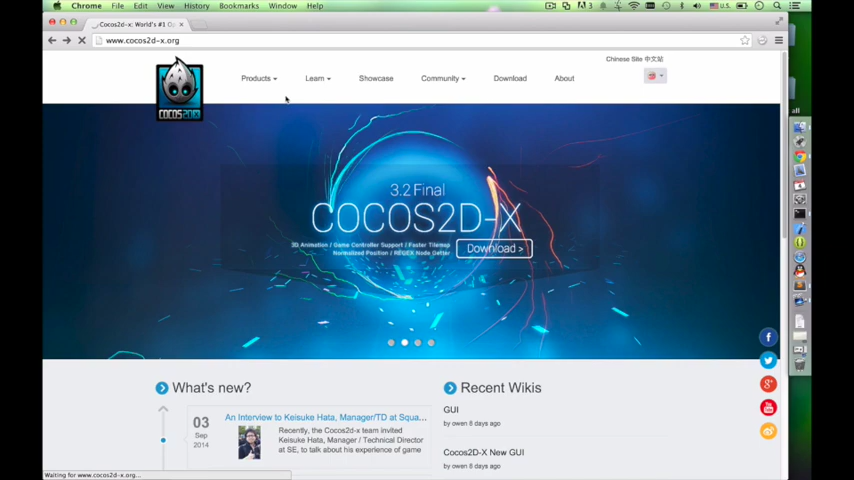 Chrome File Edit View History Bookmarks Window Help
3 U.S.
Cocos2d-x: World's #1 O
www.cocos2d-x.org
Chinese Site 中文站
Products Learn Showcase Community Download About
COCOS2D
3.2 Final
COCOS2D-X
3D Animation / Game Controller Support / Faster Tilemap
Normalized Position / REGEX Node Getter
Download >
What's new?
03
Sep
2014
An Interview to Keisuke Hata, Manager/TD at Squa...
Recently, the Cocos2d-x team invited
Keisuke Hata, Manager / Technical Director
at SE, to talk about his experience of game
Recent Wikis
GUI
by owen 8 days ago
Cocos2D-X New GUI
by owen 8 days ago
Waiting for www.cocos2d-x.org...
all